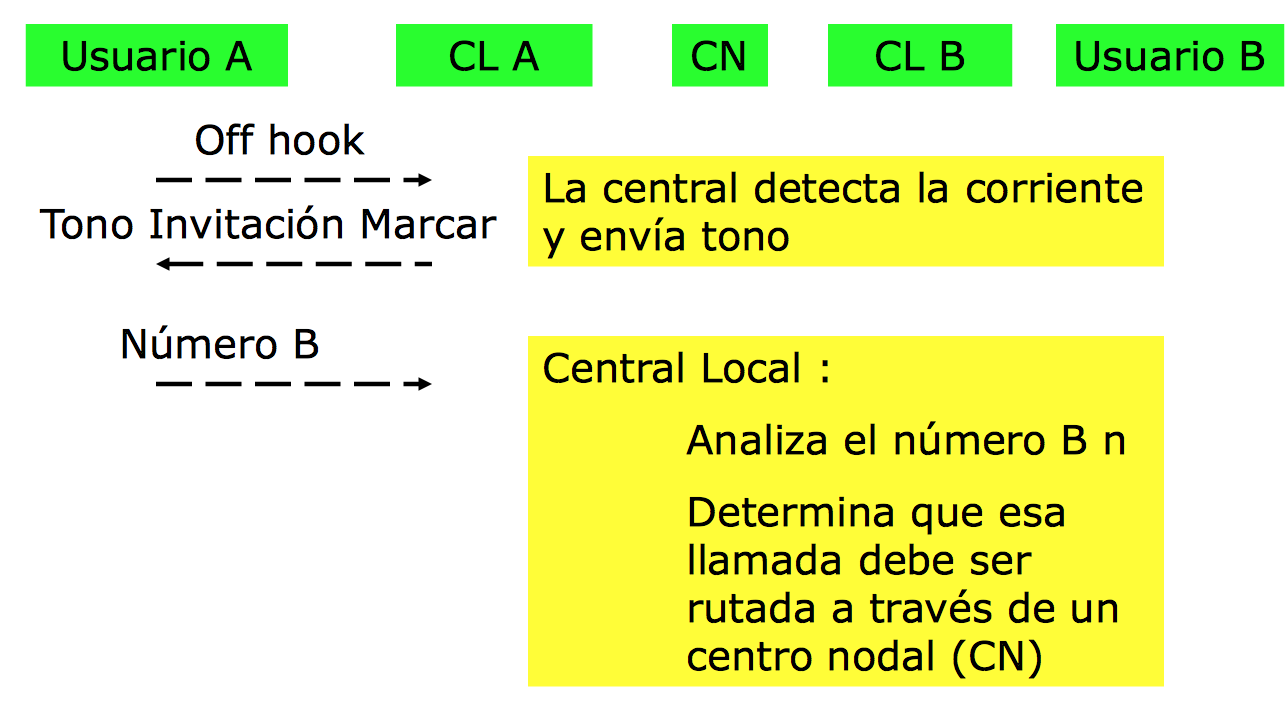 Usuario A
CL A
CN
CL B
Usuario B
Off hook
Tono Invitación Marcar
La central detecta la corriente
y envía tono
Número B
Central Local :
Analiza el número B n
Determina que esa
llamada debe ser
rutada a través de un
centro nodal (CN)